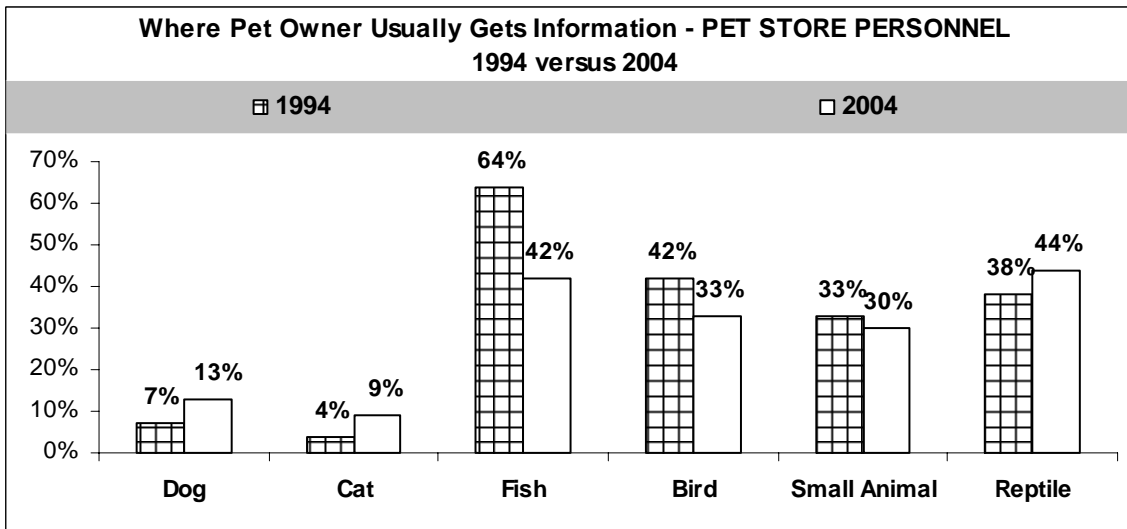 Where Pet Owner Usually Gets Information - PET STORE PERSONNEL
1994 versus 2004
1994 2004
70%
60%
50%
40%
30%
20%
10%
0%
7% 13% 4% 9% 64% 42% 42% 33% 33% 30% 38% 44%
Dog Cat Fish Bird Small Animal Reptile